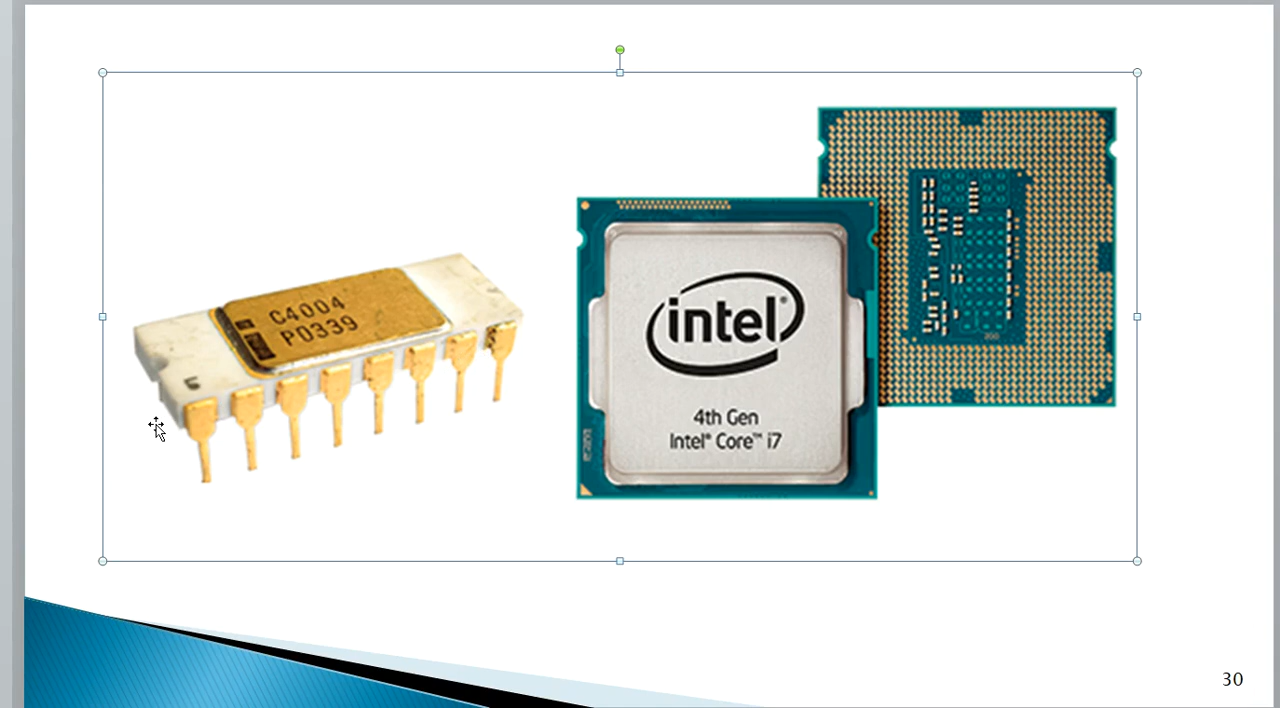 C4004
P0339
intel®
4th Gen
Intel® Core™ i7
30